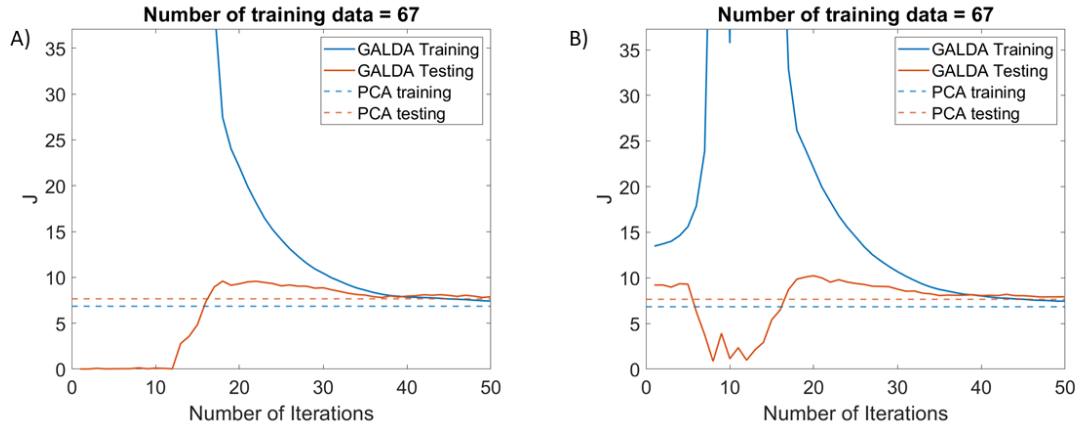 A)
Number of training data = 67
GALDA Training
GALDA Testing
PCA training
PCA testing
J
35
30
25
20
15
10
5
0
0 10 20 30 40 50
Number of Iterations
B)
Number of training data = 67
GALDA Training
GALDA Testing
PCA training
PCA testing
J
35
30
25
20
15
10
5
0
0 10 20 30 40 50
Number of Iterations